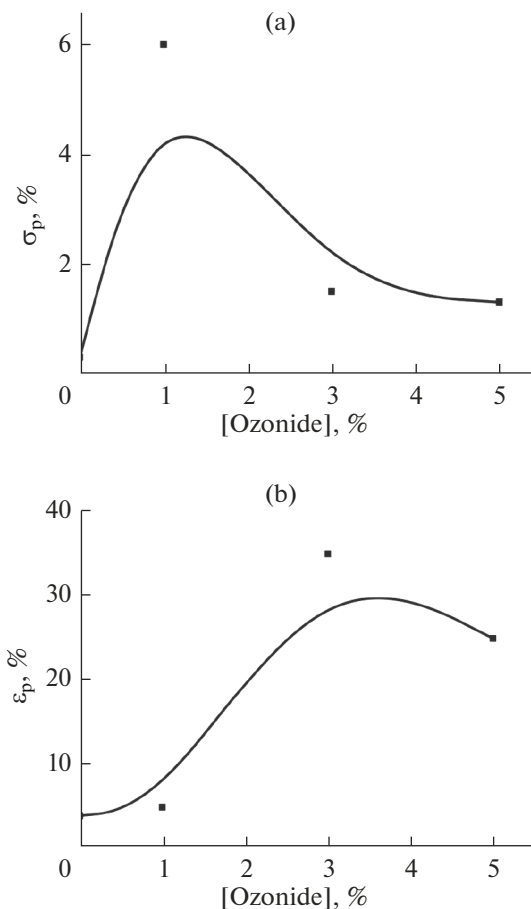 (a)
6
4
2
0
σp, %
1 2 3 4 5
[Ozonide], %
(b)
40
30
20
10
0
εp, %
1 2 3 4 5
[Ozonide], %